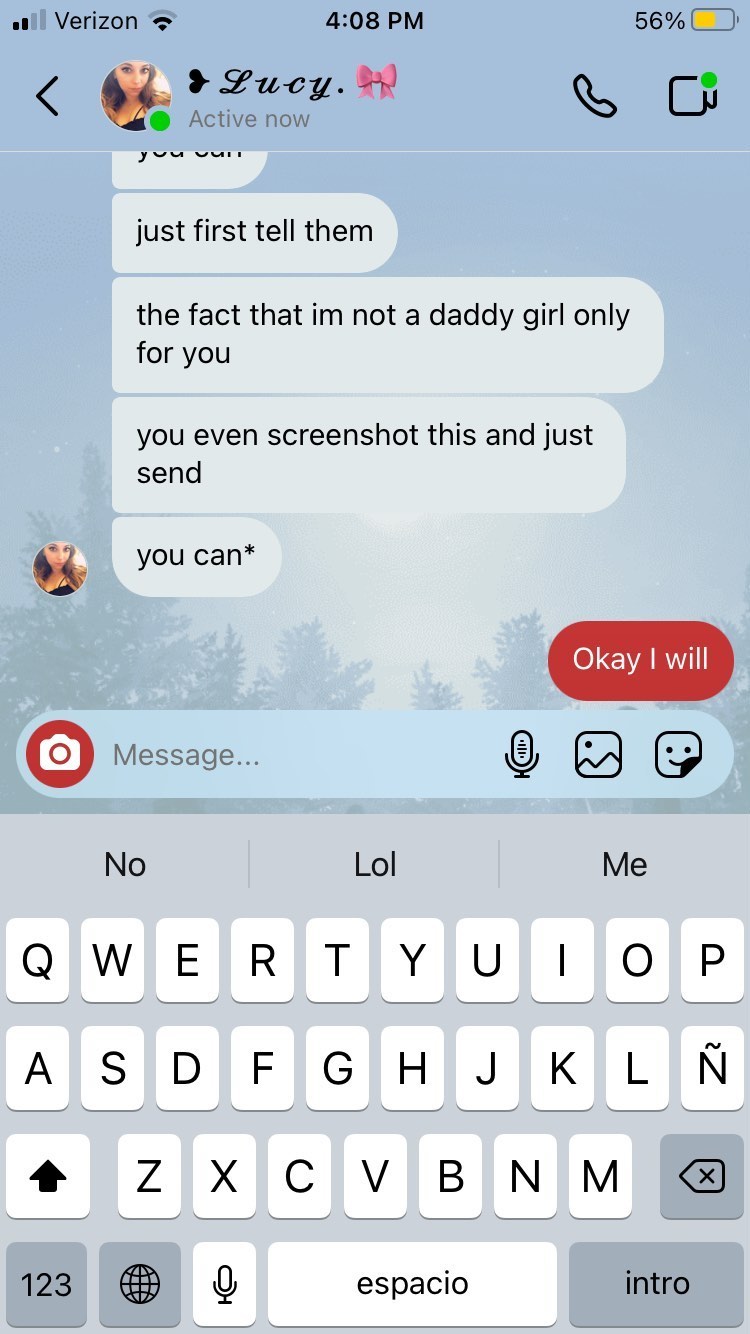 Verizon 4:08 PM 56%
❥ 𝓛𝓾𝓬𝔂. 🎀
Active now
you can
just first tell them
the fact that im not a daddy girl only
for you
you even screenshot this and just
send
you can*
Okay I will
Message...
No Lol Me
Q W E R T Y U I O P
A S D F G H J K L Ñ
Z X C V B N M
123 espacio intro